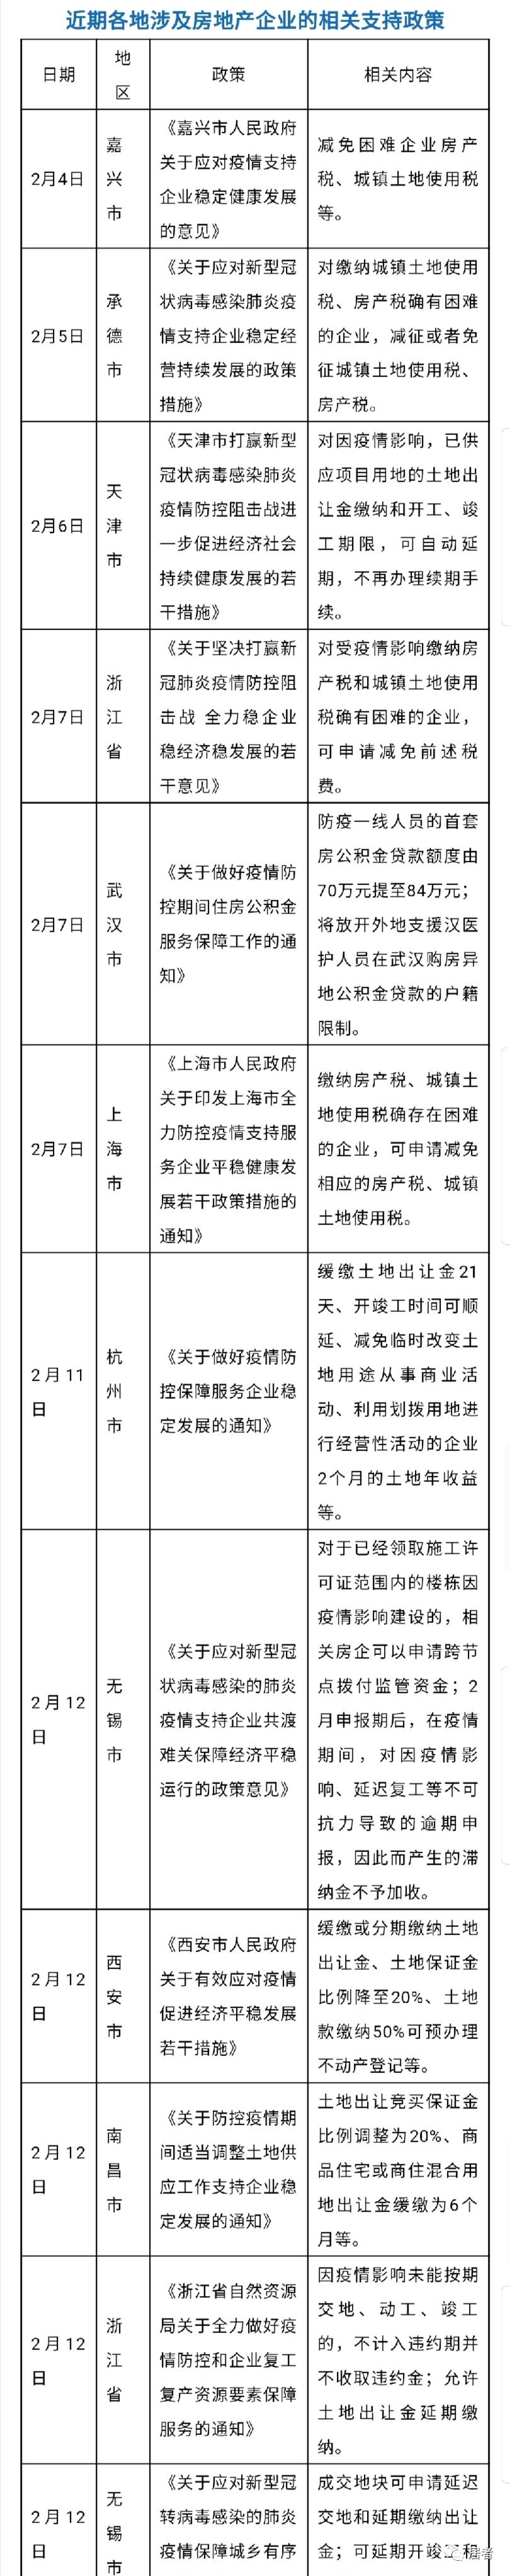 近期各地涉及房地产企业的相关支持政策
日期
地
区
政策
相关内容
2月4日
嘉
兴
市
《嘉兴市人民政府
关于应对疫情支持
企业稳定健康发展
的意见》
减免困难企业房产
税、城镇土地使用税
等。
2月5日
承
德
市
《关于应对新型冠
状病毒感染肺炎疫
情支持企业稳定经
营持续发展的政策
措施》
对缴纳城镇土地使用
税、房产税确有困难
的企业，减征或者免
征城镇土地使用税、
房产税。
2月6日
天
津
市
《天津市打赢新型
冠状病毒感染肺炎
疫情防控阻击战进
一步促进经济社会
持续健康发展的若
干措施》
对因疫情影响，已供
应项目用地的土地出
让金缴纳和开工、竣
工期限，可自动延
期，不再办理续期手
续。
2月7日
浙
江
省
《关于坚决打赢新
冠肺炎疫情防控阻
击战 全力稳企业
稳经济稳发展的若
干意见》
对受疫情影响缴纳房
产税和城镇土地使用
税确有困难的企业，
可申请减免前述税
费。
2月7日
武
汉
市
《关于做好疫情防
控期间住房公积金
服务保障工作的通
知》
防疫一线人员的首套
房公积金贷款额度由
70万元提至84万元；
将放开外地支援汉医
护人员在武汉购房异
地公积金贷款的户籍
限制。
2月7日
上
海
市
《上海市人民政府
关于印发上海市全
力防控疫情支持服
务企业平稳健康发
展若干政策措施的
通知》
缴纳房产税、城镇土
地使用税确存在困难
的企业，可申请减免
相应的房产税、城镇
土地使用税。
2月11
日
杭
州
市
《关于做好疫情防
控保障服务企业稳
定发展的通知》
缓缴土地出让金21
天、开竣工时间可顺
延、减免临时改变土
地用途从事商业活
动、利用划拨用地进
行经营性活动的企业
2个月的土地年收益
等。
2月12
日
无
锡
市
《关于应对新型冠
状病毒感染的肺炎
疫情支持企业共渡
难关保障经济平稳
运行的政策意见》
对于已经领取施工许
可证范围内的楼栋因
疫情影响建设的，相
关房企可以申请跨节
点拨付监管资金；2
月申报期后，在疫情
期间，对因疫情影
响、延迟复工等不可
抗力导致的逾期申
报，因此而产生的滞
纳金不予加收。
2月12
日
西
安
市
《西安市人民政府
关于有效应对疫情
促进经济平稳发展
若干措施》
缓缴或分期缴纳土地
出让金、土地保证金
比例降至20%、土地
款缴纳50%可预办理
不动产登记等。
2月12
日
南
昌
市
《关于防控疫情期
间适当调整土地供
应工作支持企业稳
定发展的通知》
土地出让竞买保证金
比例调整为20%、商
品住宅或商住混合用
地出让金缓缴为6个
月等。
2月12
日
浙
江
省
《浙江省自然资源
局关于全力做好疫
情防控和企业复工
复产资源要素保障
服务的通知》
因疫情影响未能按期
交地、动工、竣工
的，不计入违约期并
不收取违约金；允许
土地出让金延期缴
纳。
2月12
日
无
锡
市
《关于应对新型冠
转病毒感染的肺炎
疫情保障城乡有序
成交地块可申请延迟
交地和延期缴纳出让
金；可延期开竣工和